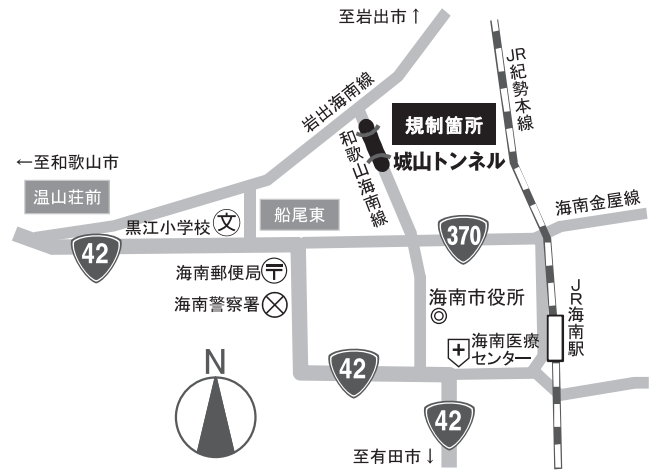 至岩出市↑
JR紀勢本線
岩出海南線
規制箇所
和歌山海南線
城山トンネル
←至和歌山市
温山荘前
船尾東
黒江小学校
文
海南金屋線
42
370
海南郵便局
〒
海南警察署
海南市役所
JR海南駅
海南医療
センター
42
N
42
至有田市↓